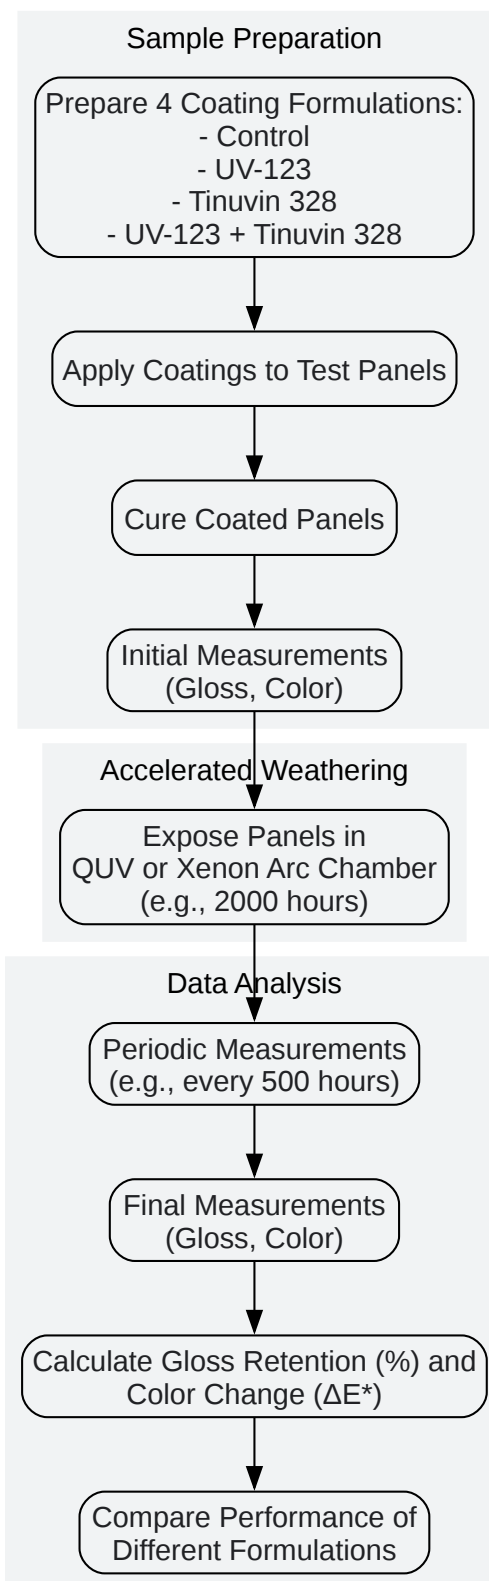 Sample Preparation
Prepare 4 Coating Formulations:
- Control
- UV-123
- Tinuvin 328
- UV-123 + Tinuvin 328
Apply Coatings to Test Panels
Cure Coated Panels
Initial Measurements
(Gloss, Color)
Accelerated Weathering
Expose Panels in
QUV or Xenon Arc Chamber
(e.g., 2000 hours)
Data Analysis
Periodic Measurements
(e.g., every 500 hours)
Final Measurements
(Gloss, Color)
Calculate Gloss Retention (%) and
Color Change (ΔE*)
Compare Performance of
Different Formulations